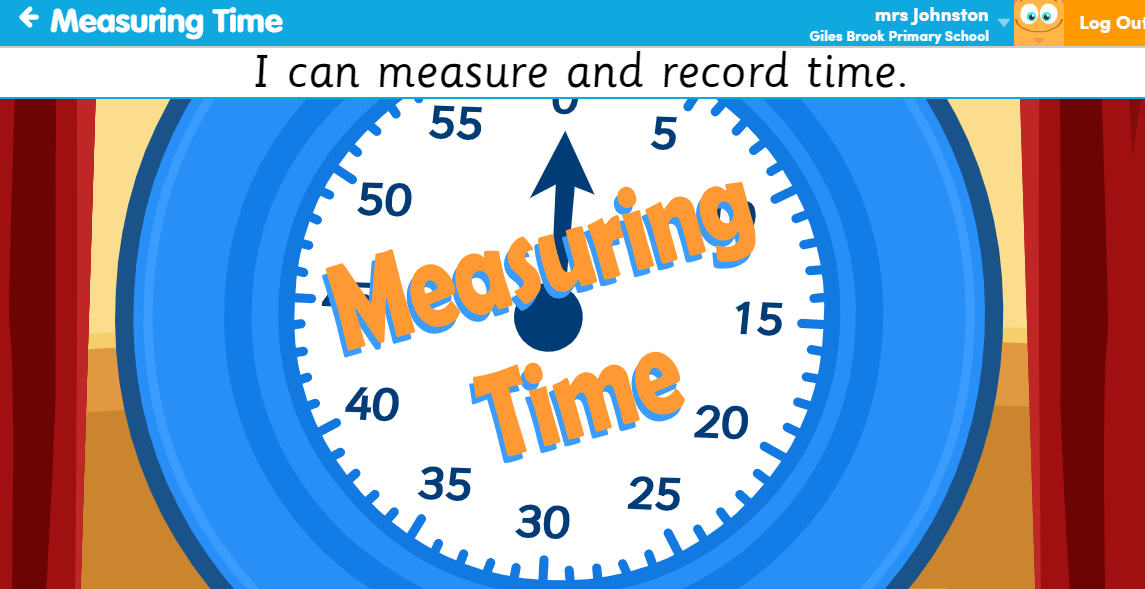 Measuring Time
mrs Johnston
Giles Brook Primary School
Log Out
I can measure and record time.
0
55
5
50
Measuring
15
Time
40
20
35
25
30